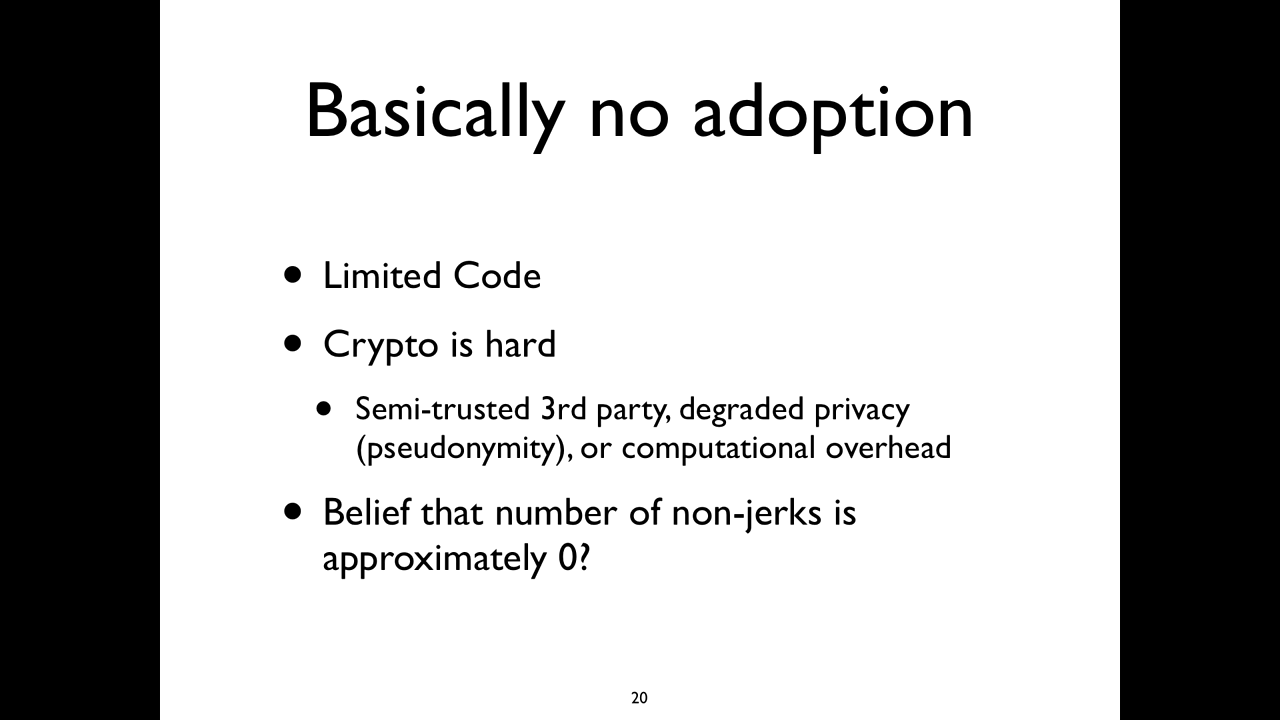 Basically no adoption
• Limited Code
• Crypto is hard
• Semi-trusted 3rd party, degraded privacy
(pseudonymity), or computational overhead
• Belief that number of non-jerks is
approximately 0?
20